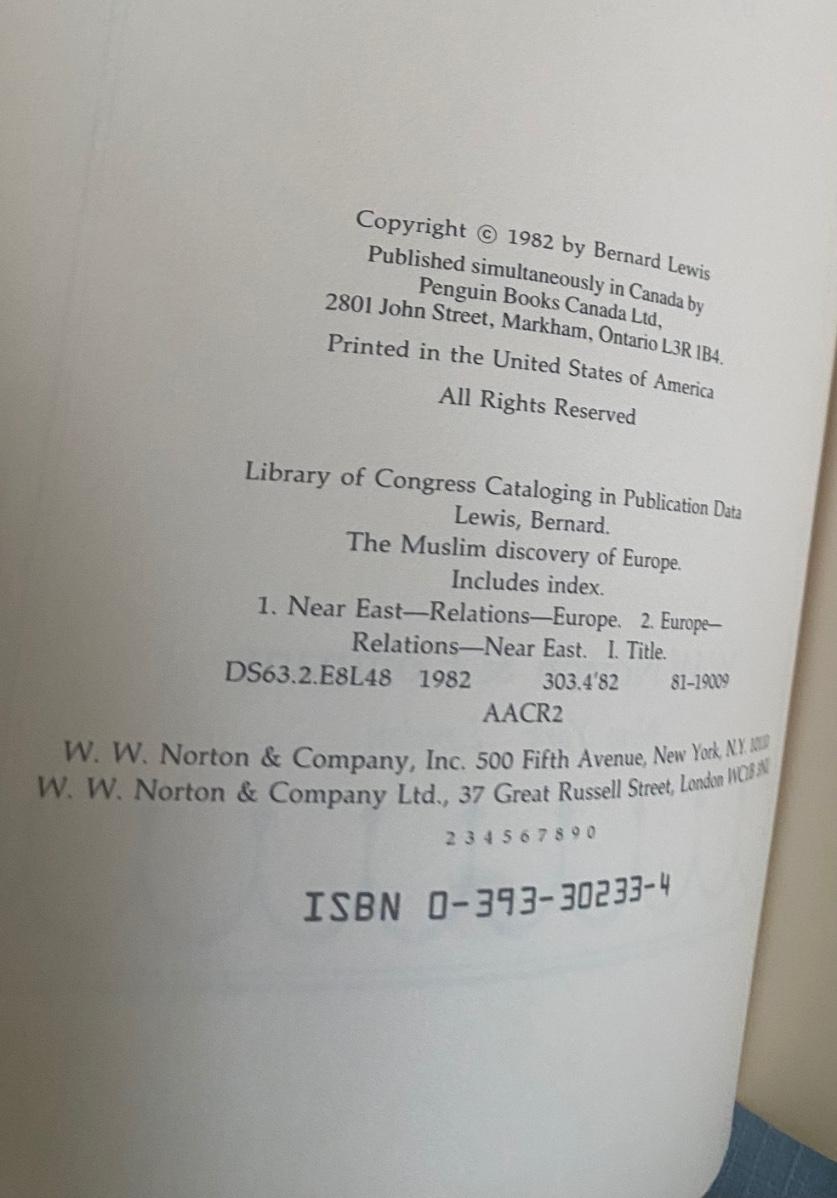 Copyright © 1982 by Bernard Lewis
Published simultaneously in Canada by
Penguin Books Canada Ltd,
2801 John Street, Markham, Ontario L3R 1B4.
Printed in the United States of America
All Rights Reserved
Library of Congress Cataloging in Publication Data
Lewis, Bernard.
The Muslim discovery of Europe.
Includes index.
1. Near East—Relations—Europe. 2. Europe—
Relations—Near East. I. Title.
DS63.2.E8L48 1982 303.4'82 81-19009
AACR2
W. W. Norton & Company, Inc. 500 Fifth Avenue, New York, N.Y.
W. W. Norton & Company Ltd., 37 Great Russell Street, London WC1B
2 3 4 5 6 7 8 9 0
ISBN 0-393-30233-4